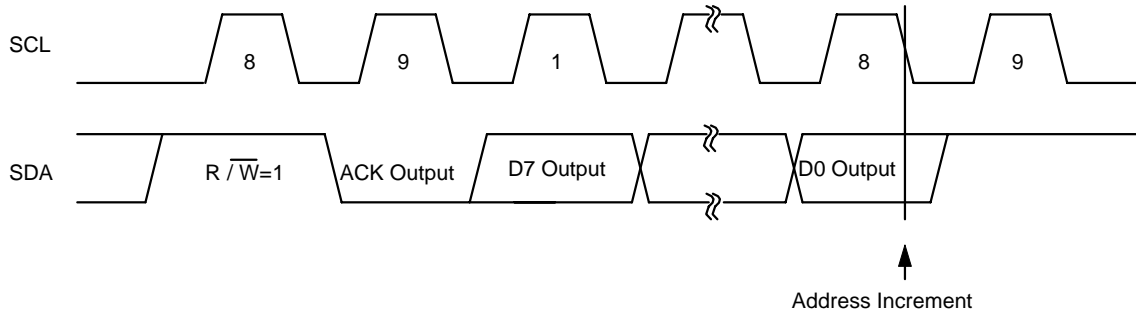 SCL
8
9
1
8
9
SDA
R / W=1
ACK Output
D7 Output
D0 Output
Address Increment